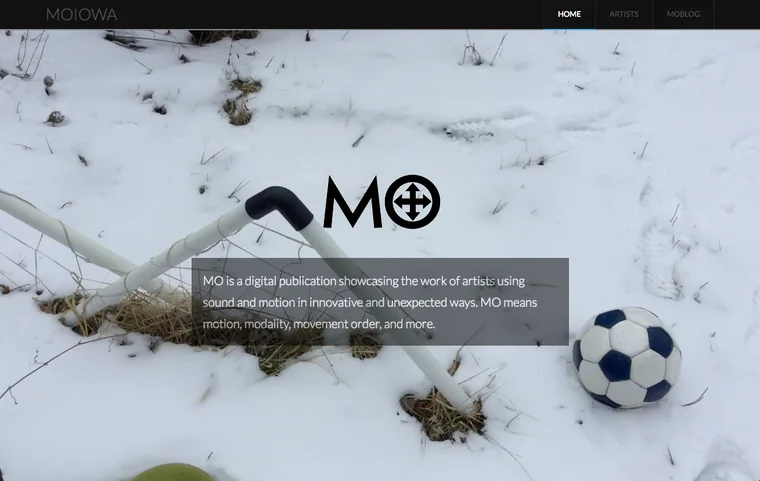 MOIOWA
HOME
ARTISTS
MOBLOG
MO
MO is a digital publication showcasing the work of artists using
sound and motion in innovative and unexpected ways. MO means
motion, modality, movement order, and more.